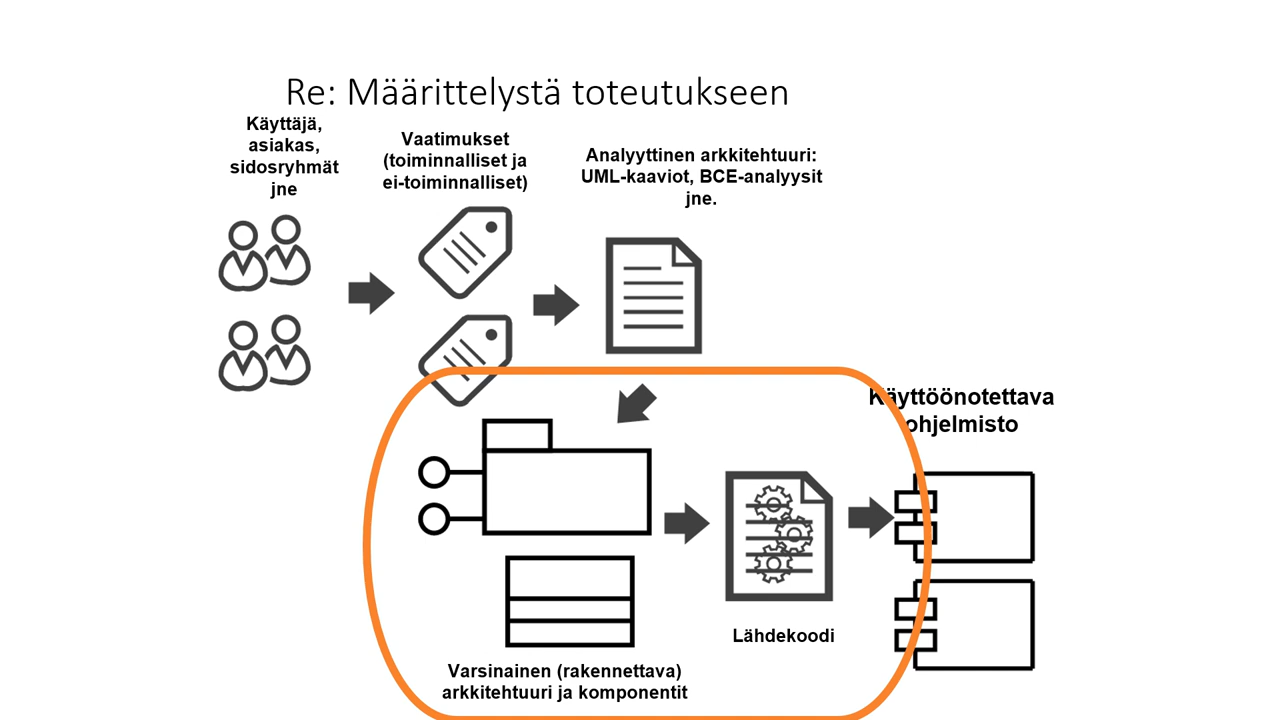 Re: Määrittelystä toteutukseen
Käyttäjä,
asiakas,
sidosryhmät
jne
Vaatimukset
(toiminnalliset ja
ei-toiminnalliset)
Analyyttinen arkkitehtuuri:
UML-kaaviot, BCE-analyysit
jne.
Käyttöönotettava
ohjelmisto
Lähdekoodi
Varsinainen (rakennettava)
arkkitehtuuri ja komponentit